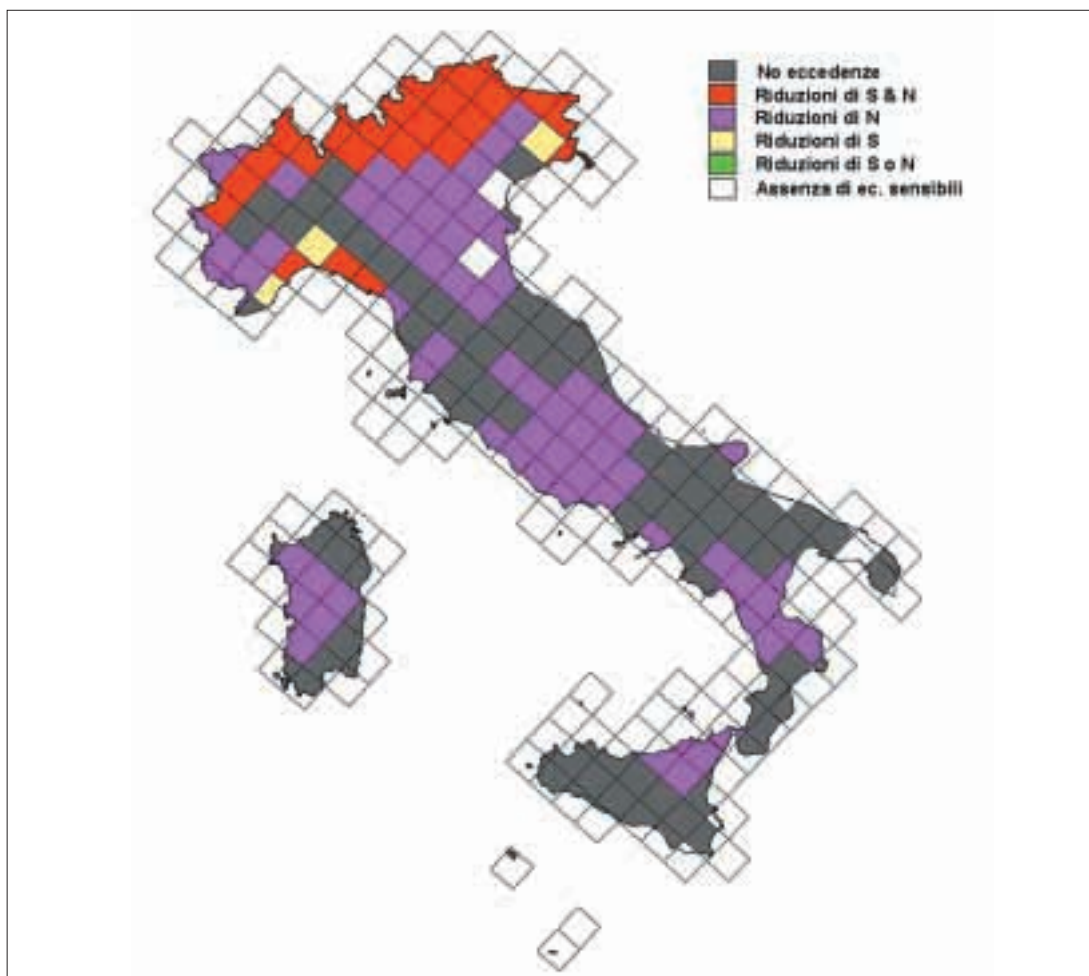 No eccedenze
Riduzioni di S & N
Riduzioni di N
Riduzioni di S
Riduzioni di S o N
Assenza di ec. sensibili